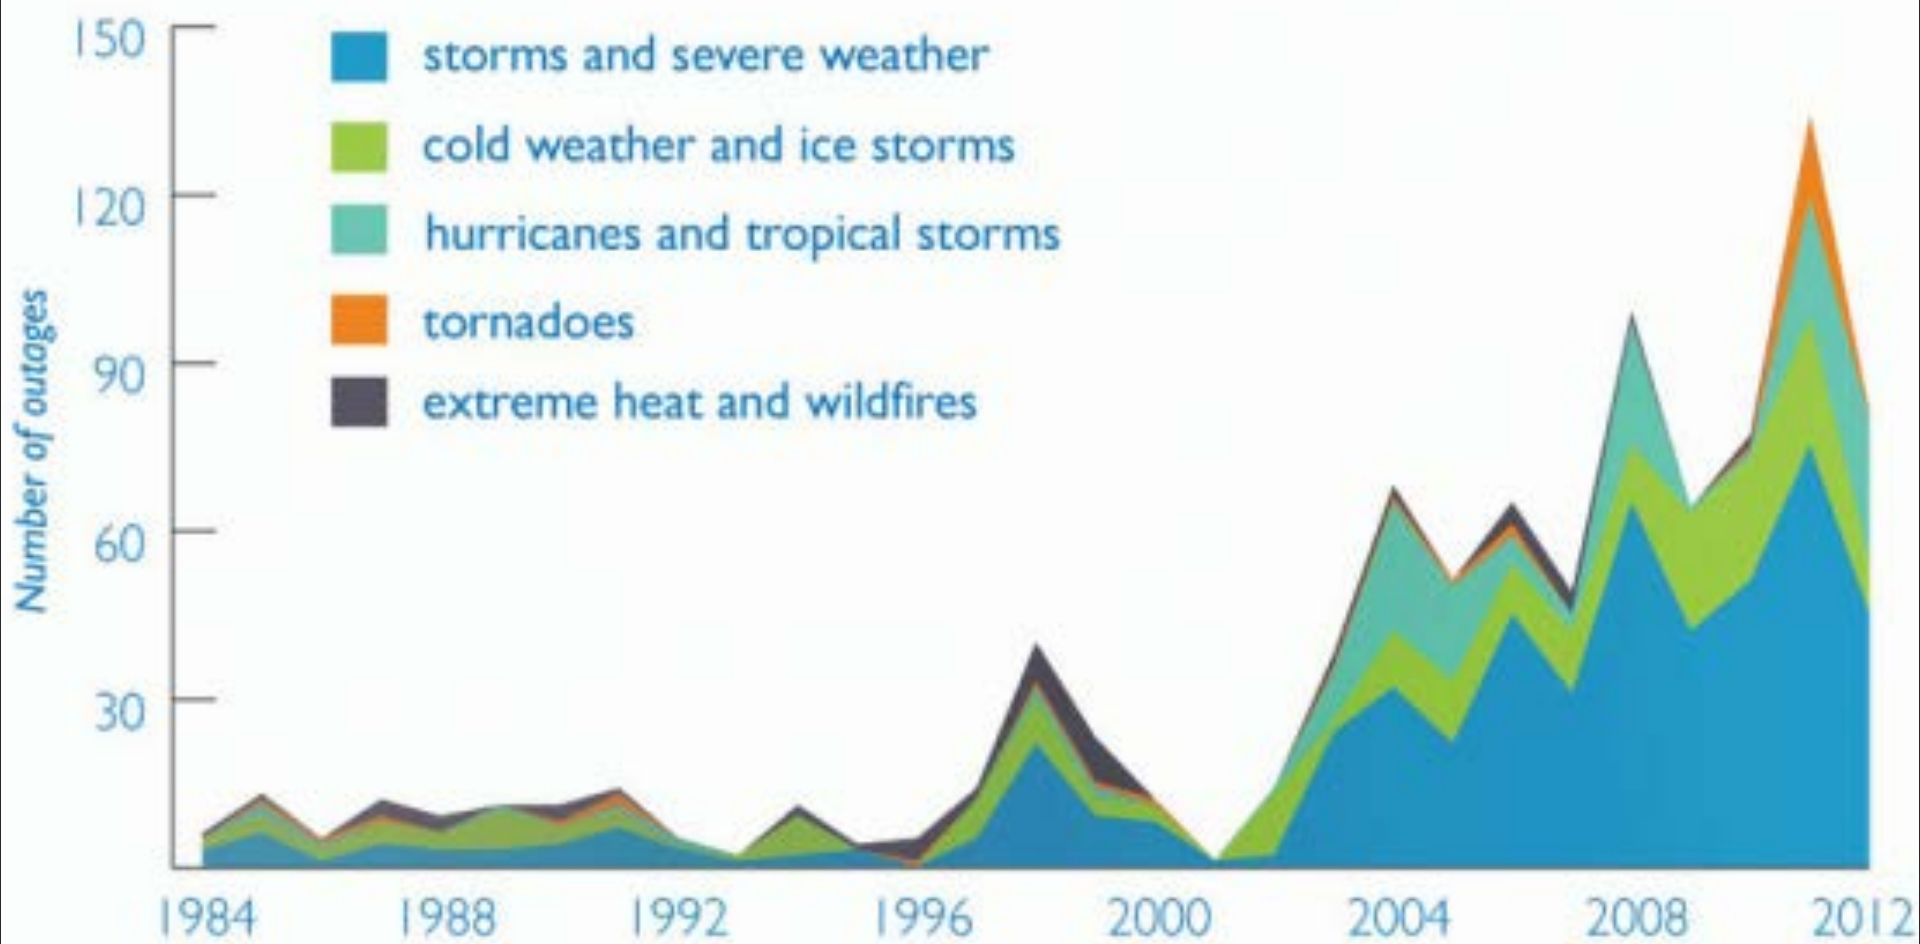 150
120
90
60
30
Number of outages
storms and severe weather
cold weather and ice storms
hurricanes and tropical storms
tornadoes
extreme heat and wildfires
1984 1988 1992 1996 2000 2004 2008 2012